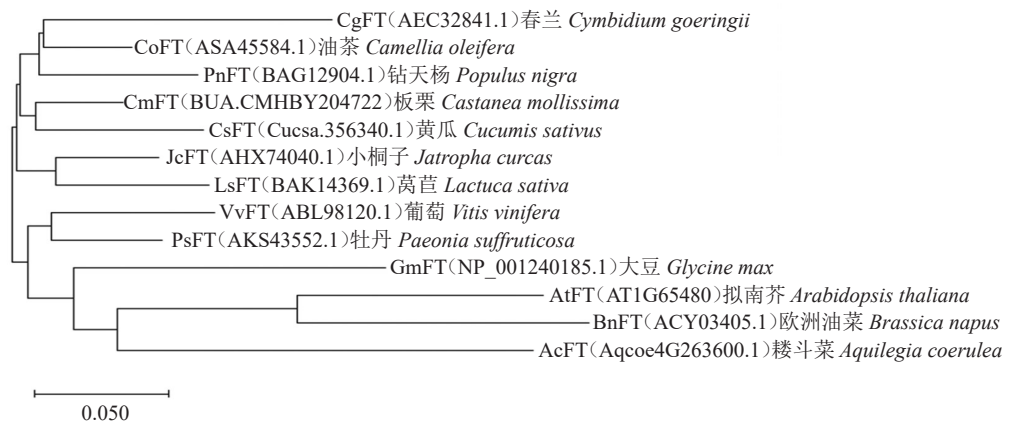 CgFT(AEC32841.1)春兰 Cymbidium goeringii
CoFT(ASA45584.1)油茶 Camellia oleifera
PnFT(BAG12904.1)钻天杨 Populus nigra
CmFT(BUA.CMHBY204722)板栗 Castanea mollissima
CsFT(Cucsa.356340.1)黄瓜 Cucumis sativus
JcFT(AHX74040.1)小桐子 Jatropha curcas
LsFT(BAK14369.1)莴苣 Lactuca sativa
VvFT(ABL98120.1)葡萄 Vitis vinifera
PsFT(AKS43552.1)牡丹 Paeonia suffruticosa
GmFT(NP_001240185.1)大豆 Glycine max
AtFT(AT1G65480)拟南芥 Arabidopsis thaliana
BnFT(ACY03405.1)欧洲油菜 Brassica napus
AcFT(Aqcoe4G263600.1)耧斗菜 Aquilegia coerulea
0.050